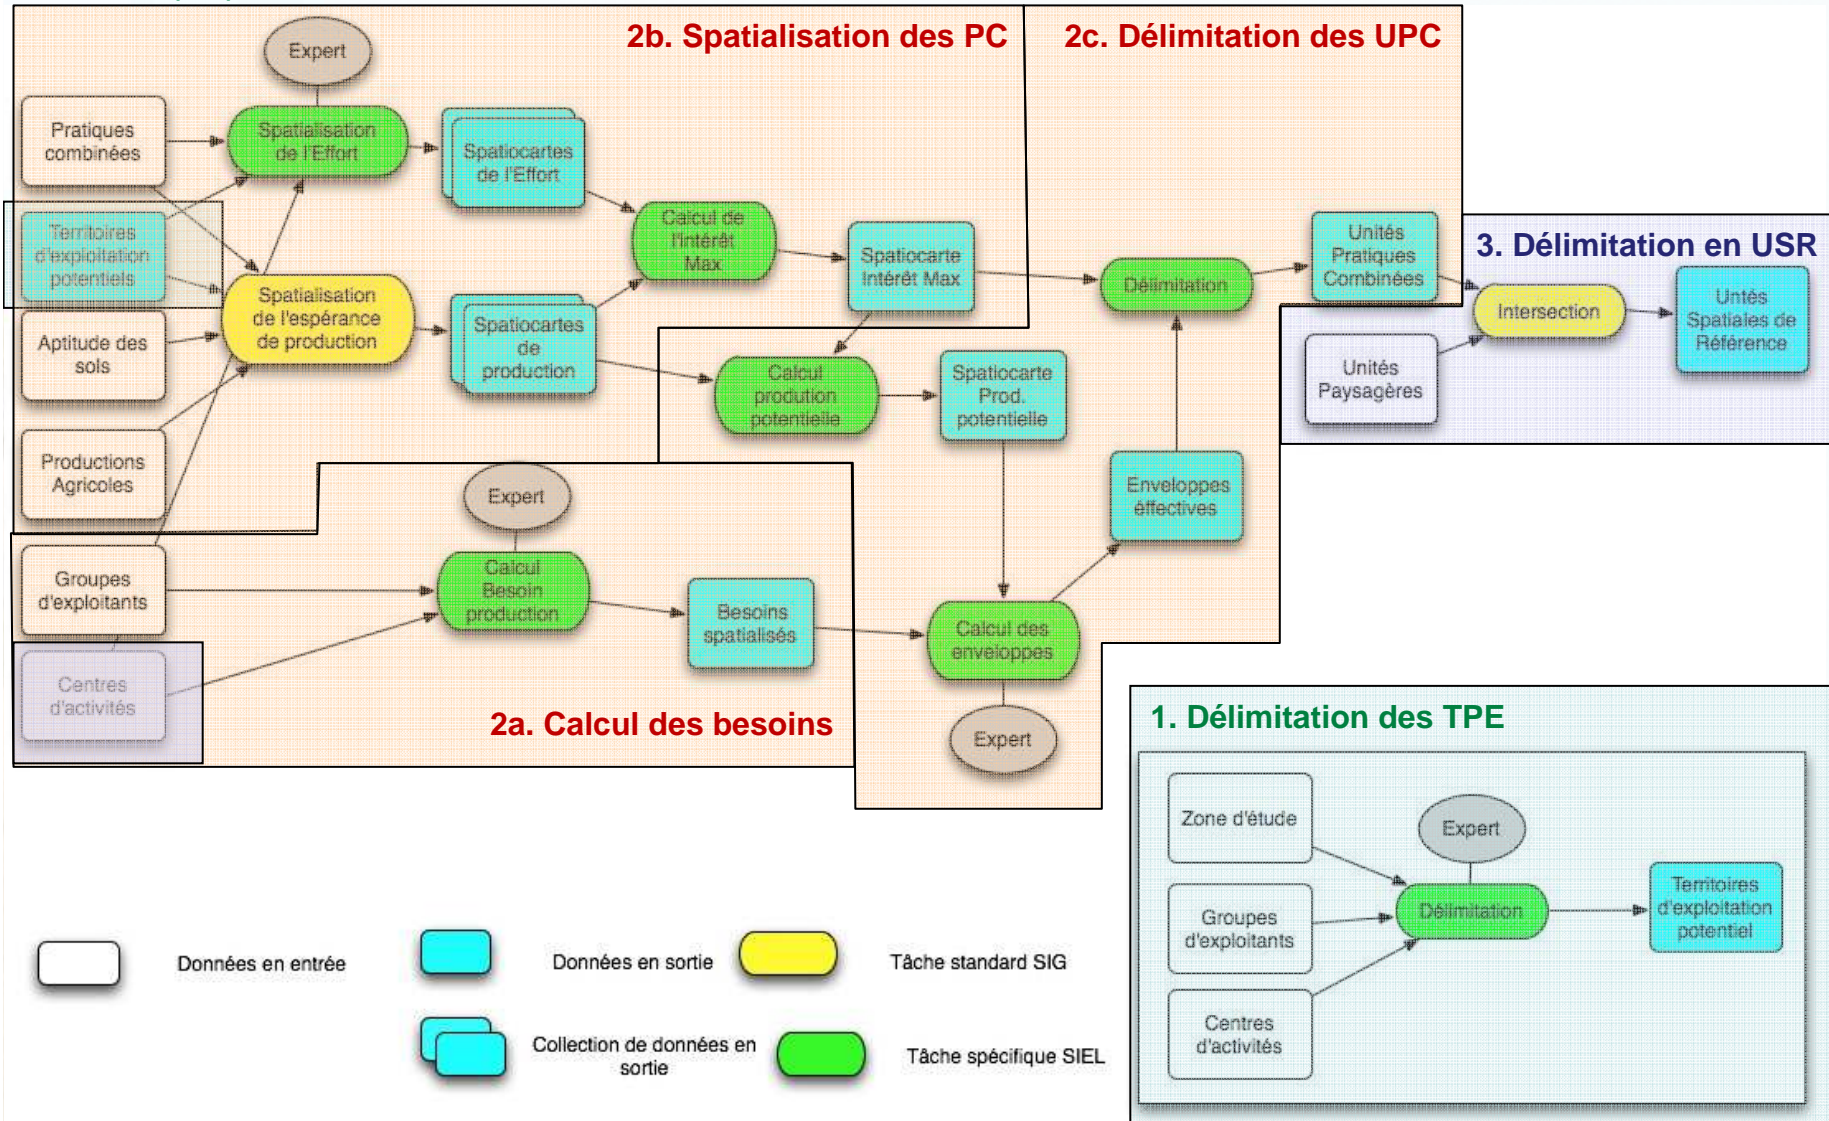 2b. Spatialisation des PC
2c. Délimitation des UPC
Expert
Pratiques
combinées
Spatialisation
de l'Effort
Spatiocartes
de l'Effort
Territoires
d'exploitation
potentiels
Calcul de
l'Intérêt
Max
Spatiocarte
Intérêt Max
Délimitation
Unités
Pratiques
Combinées
3. Délimitation en USR
Intersection
Untés
Spatiales de
Référence
Unités
Paysagères
Spatialisation
de l'espérance
de production
Spatiocartes
de
production
Aptitude des
sols
Calcul
prodution
potentielle
Spatiocarte
Prod.
potentielle
Productions
Agricoles
Expert
Enveloppes
éffectives
Groupes
d'exploitants
Calcul
Besoin
production
Besoins
spatialisés
Calcul des
enveloppes
Centres
d'activités
2a. Calcul des besoins
Expert
1. Délimitation des TPE
Zone d'étude
Expert
Groupes
d'exploitants
Délimitation
Territoires
d'exploitation
potentiel
Centres
d'activités
Données en entrée
Données en sortie
Tâche standard SIG
Collection de données en
sortie
Tâche spécifique SIEL